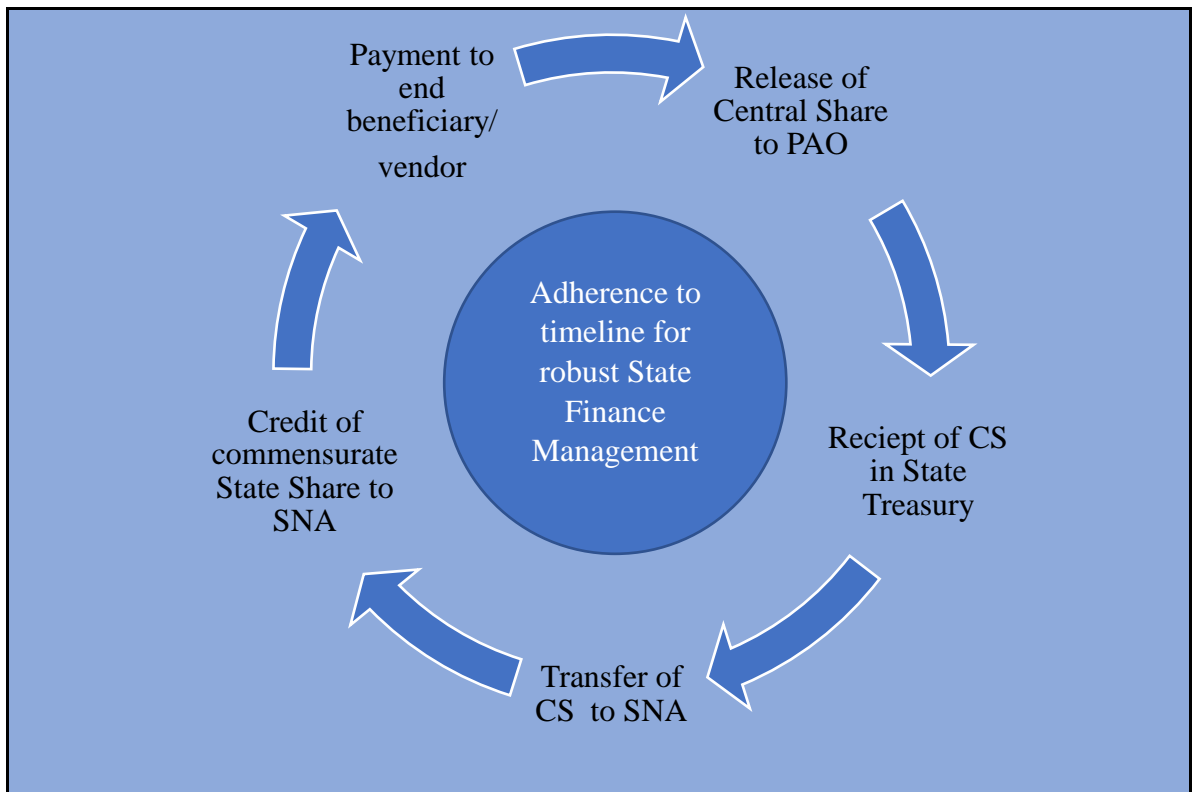 Payment to
end
beneficiary/
vendor
Release of
Central Share
to PAO
Reciept of CS
in State
Treasury
Transfer of
CS to SNA
Credit of
commensurate
State Share to
SNA
Adherence to
timeline for
robust State
Finance
Management